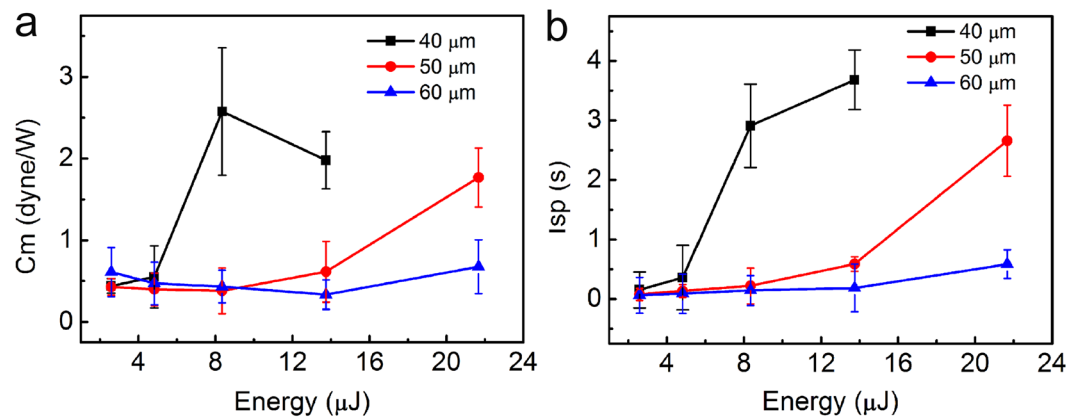 a
40 μm
50 μm
60 μm
3
2
1
0
Cm (dyne/W)
4 8 12 16 20 24
Energy (μJ)
b
40 μm
50 μm
60 μm
4
3
2
1
0
Isp (s)
4 8 12 16 20 24
Energy (μJ)